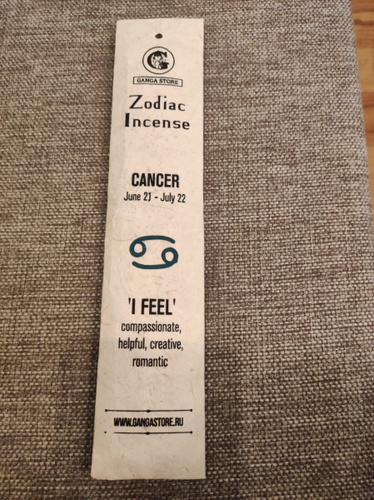 G
GANGA STORE
Zodiac
Incense
CANCER
June 21 - July 22
'I FEEL'
compassionate,
helpful, creative,
romantic
WWW.GANGASTORE.RU